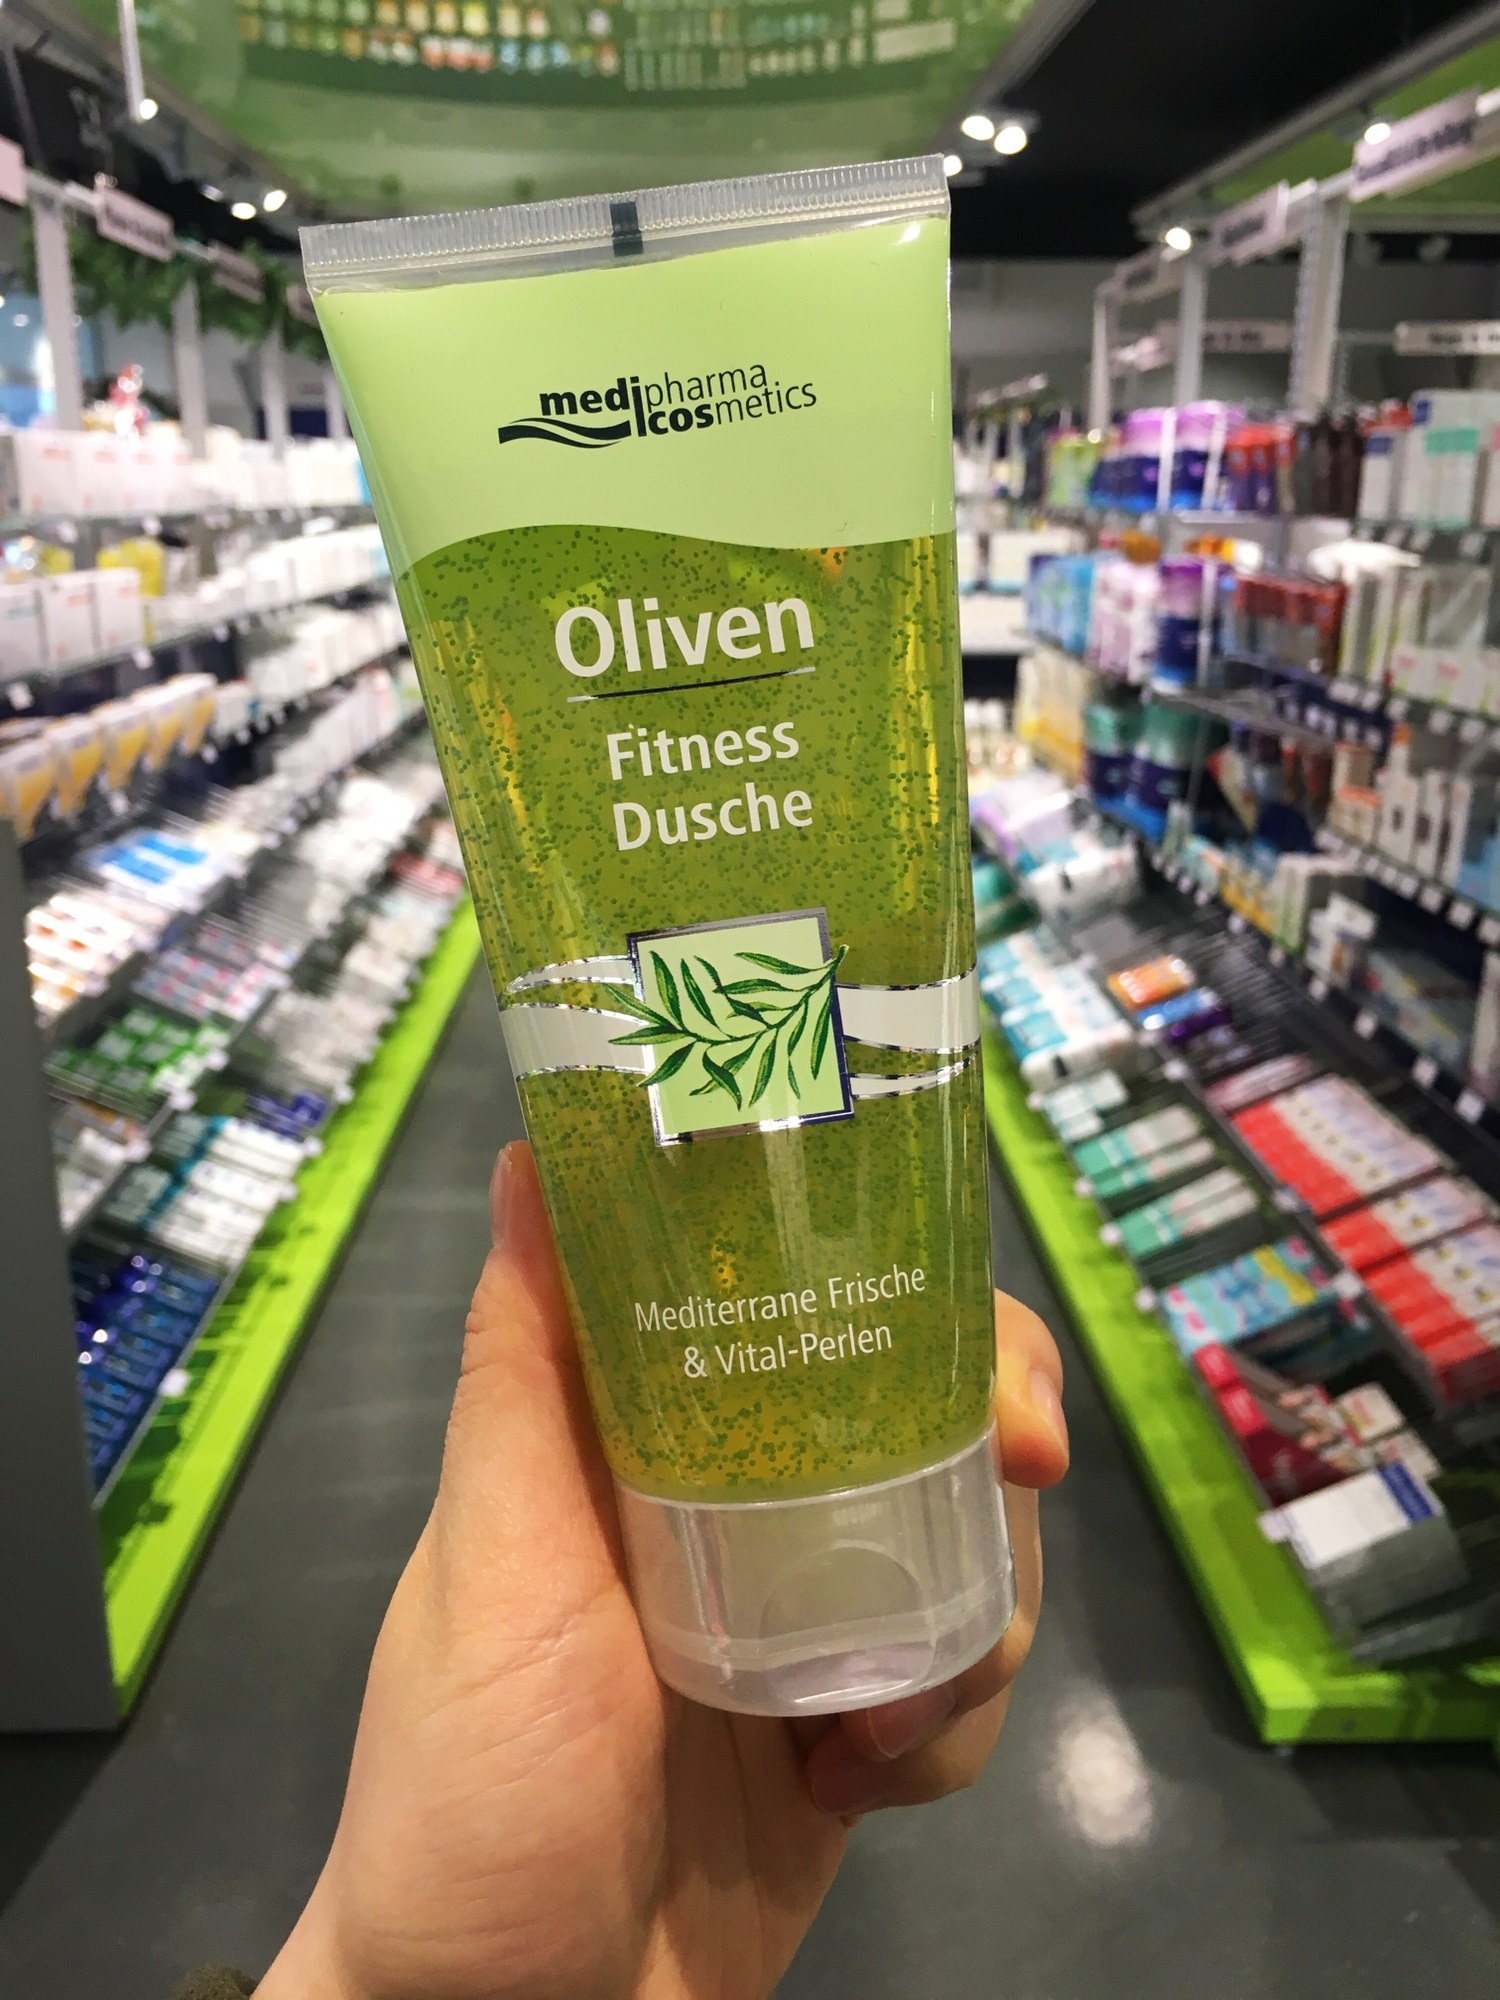 medipharma
cosmetics
Oliven
Fitness
Dusche
Mediterrane Frische
& Vital-Perlen